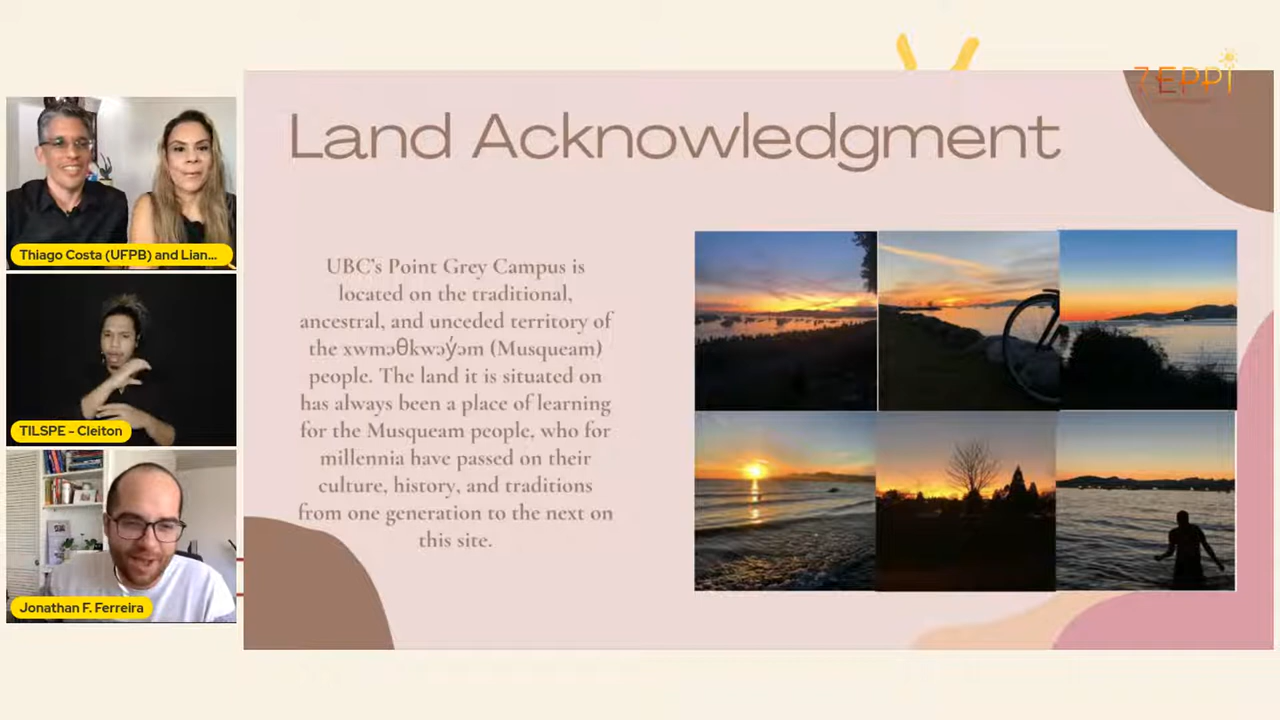 7EPPI
Land Acknowledgment
UBC's Point Grey Campus is
located on the traditional,
ancestral, and unceded territory of
the xwməθkwəy̓əm (Musqueam)
people. The land it is situated on
has always been a place of learning
for the Musqueam people, who for
millennia have passed on their
culture, history, and traditions
from one generation to the next on
this site.
Thiago Costa (UFPB) and Lian...
TILSPE - Cleiton
Jonathan F. Ferreira